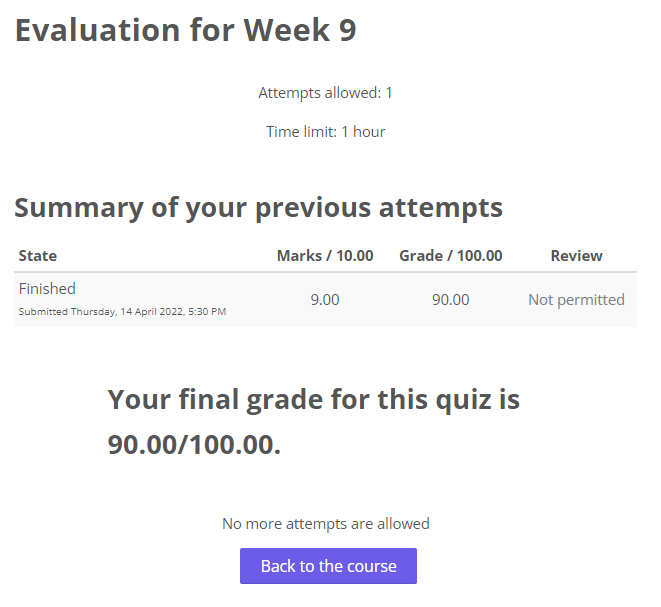 Evaluation for Week 9
Attempts allowed: 1
Time limit: 1 hour
Summary of your previous attempts
State Marks / 10.00 Grade / 100.00 Review
Finished
Submitted Thursday, 14 April 2022, 5:30 PM
9.00 90.00 Not permitted
Your final grade for this quiz is
90.00/100.00.
No more attempts are allowed
Back to the course